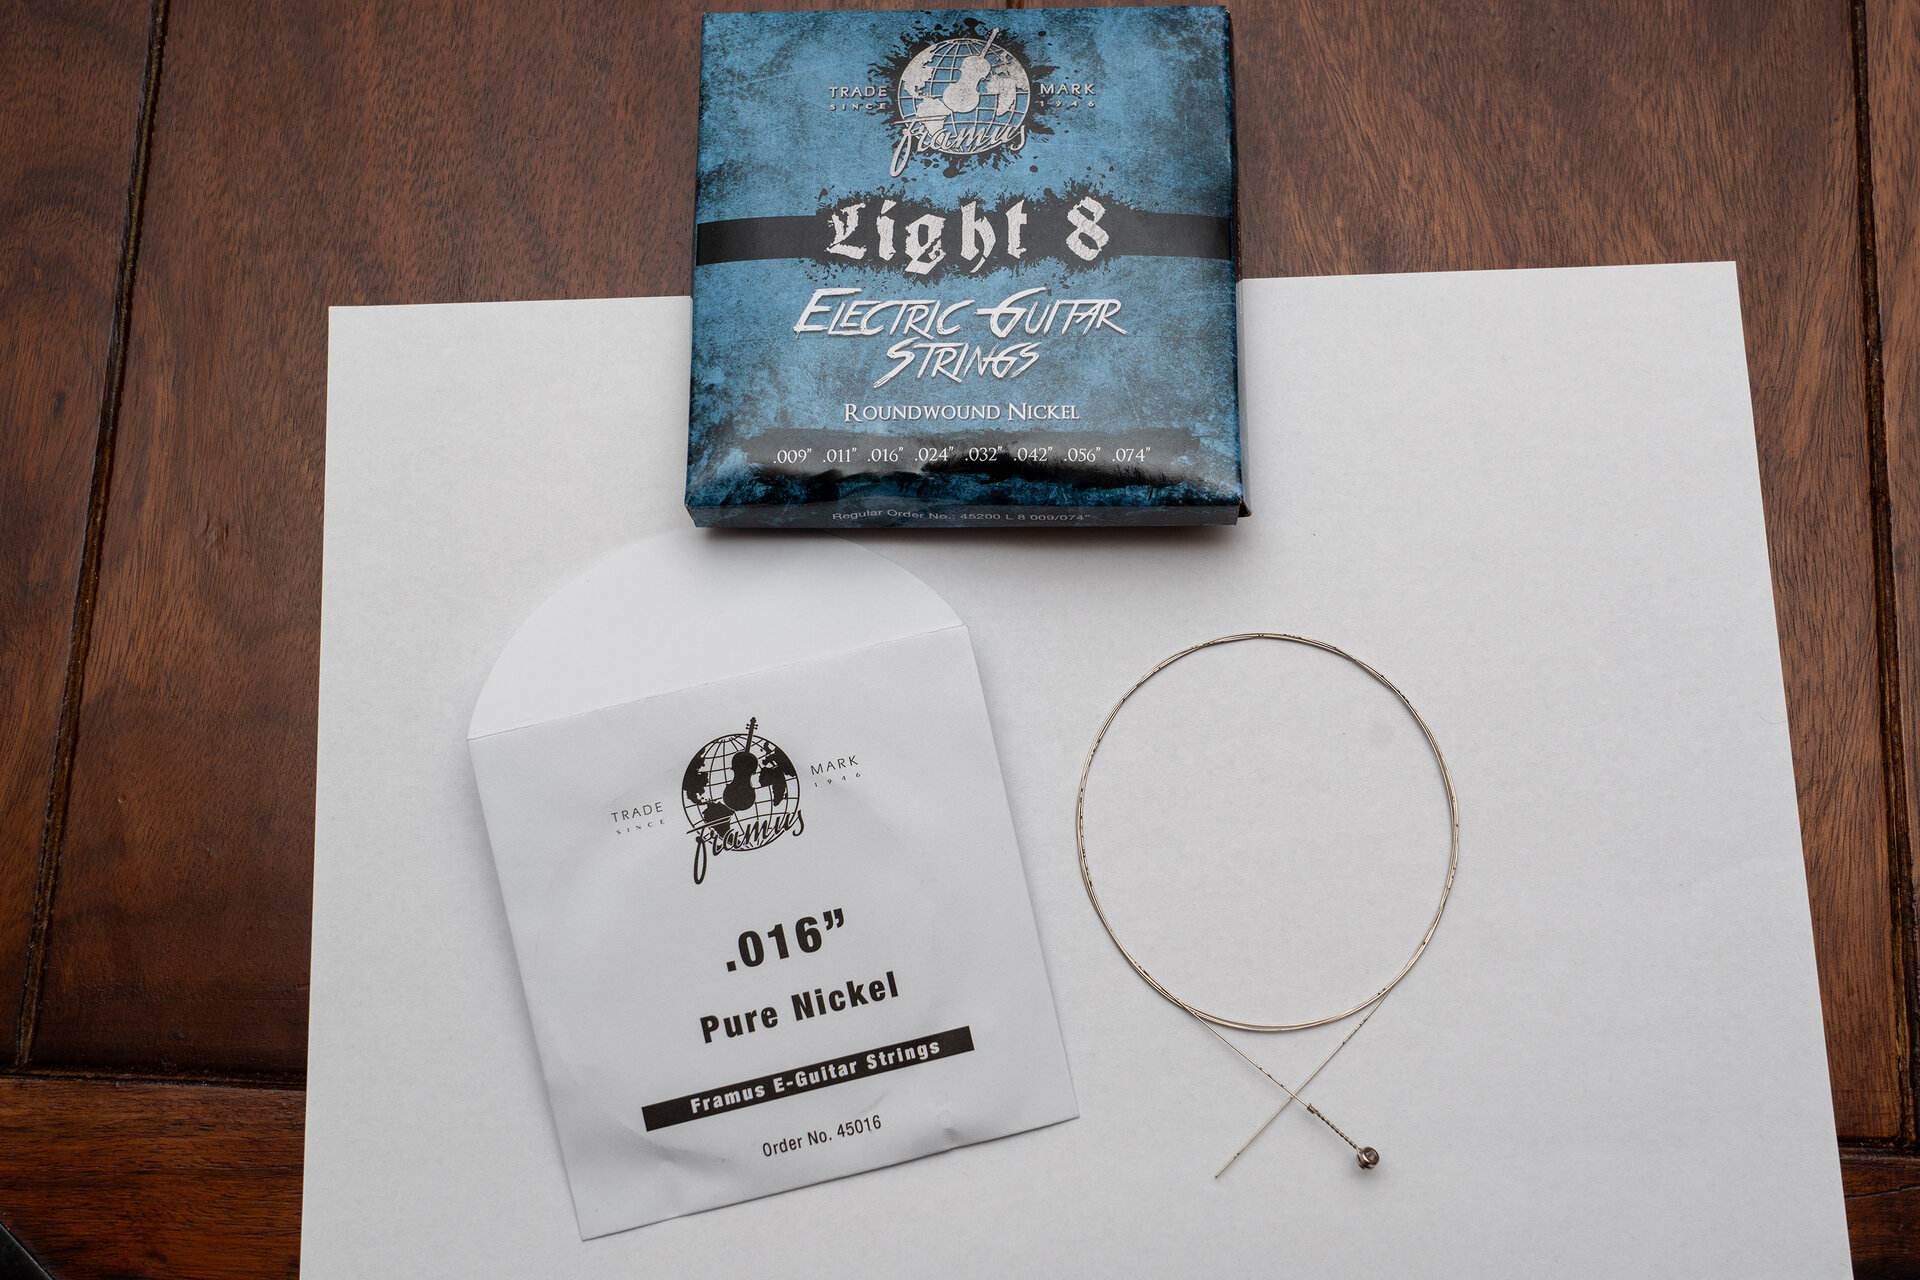 TRADE MARK
SINCE 1946
framus
Light 8
ELECTRIC GUITAR
STRINGS
ROUNDWOUND NICKEL
.009” .011” .016” .024” .032” .042” .056” .074”
Regular Order No.: 45200 L 8 009/074"
TRADE MARK
SINCE 1946
framus
.016”
Pure Nickel
Framus E-Guitar Strings
Order No. 45016